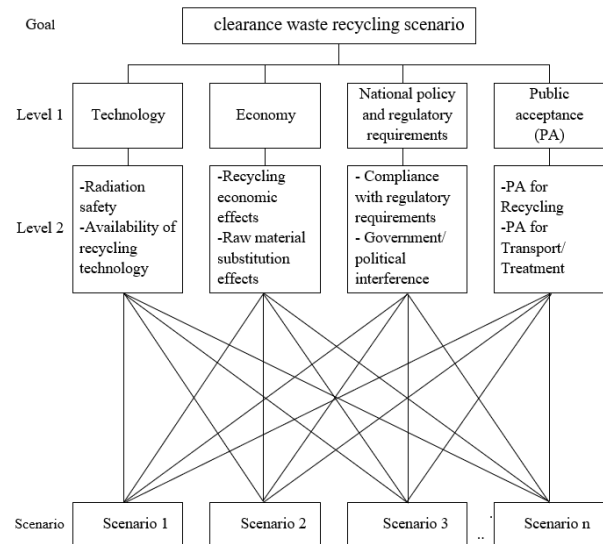 Goal
clearance waste recycling scenario
Level 1
Technology
Economy
National policy
and regulatory
requirements
Public
acceptance
(PA)
Level 2
-Radiation
safety
-Availability of
recycling
technology
-Recycling
economic
effects
-Raw material
substitution
effects
- Compliance
with regulatory
requirements
- Government/
political
interference
-PA for
Recycling
-PA for
Transport/
Treatment
Scenario
Scenario 1
Scenario 2
Scenario 3
...
Scenario n